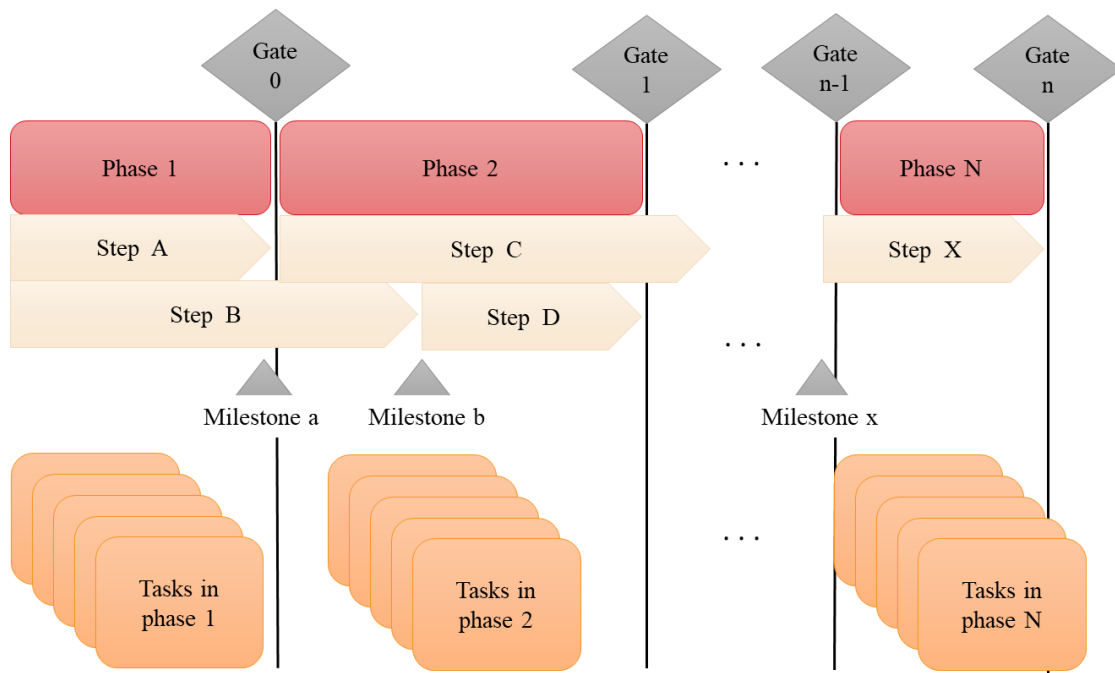 Gate
0
Gate
1
Gate
n-1
Gate
n
Phase 1
Phase 2
. . .
Phase N
Step A
Step C
Step X
Step B
Step D
. . .
Milestone a
Milestone b
Milestone x
Tasks in
phase 1
Tasks in
phase 2
. . .
Tasks in
phase N